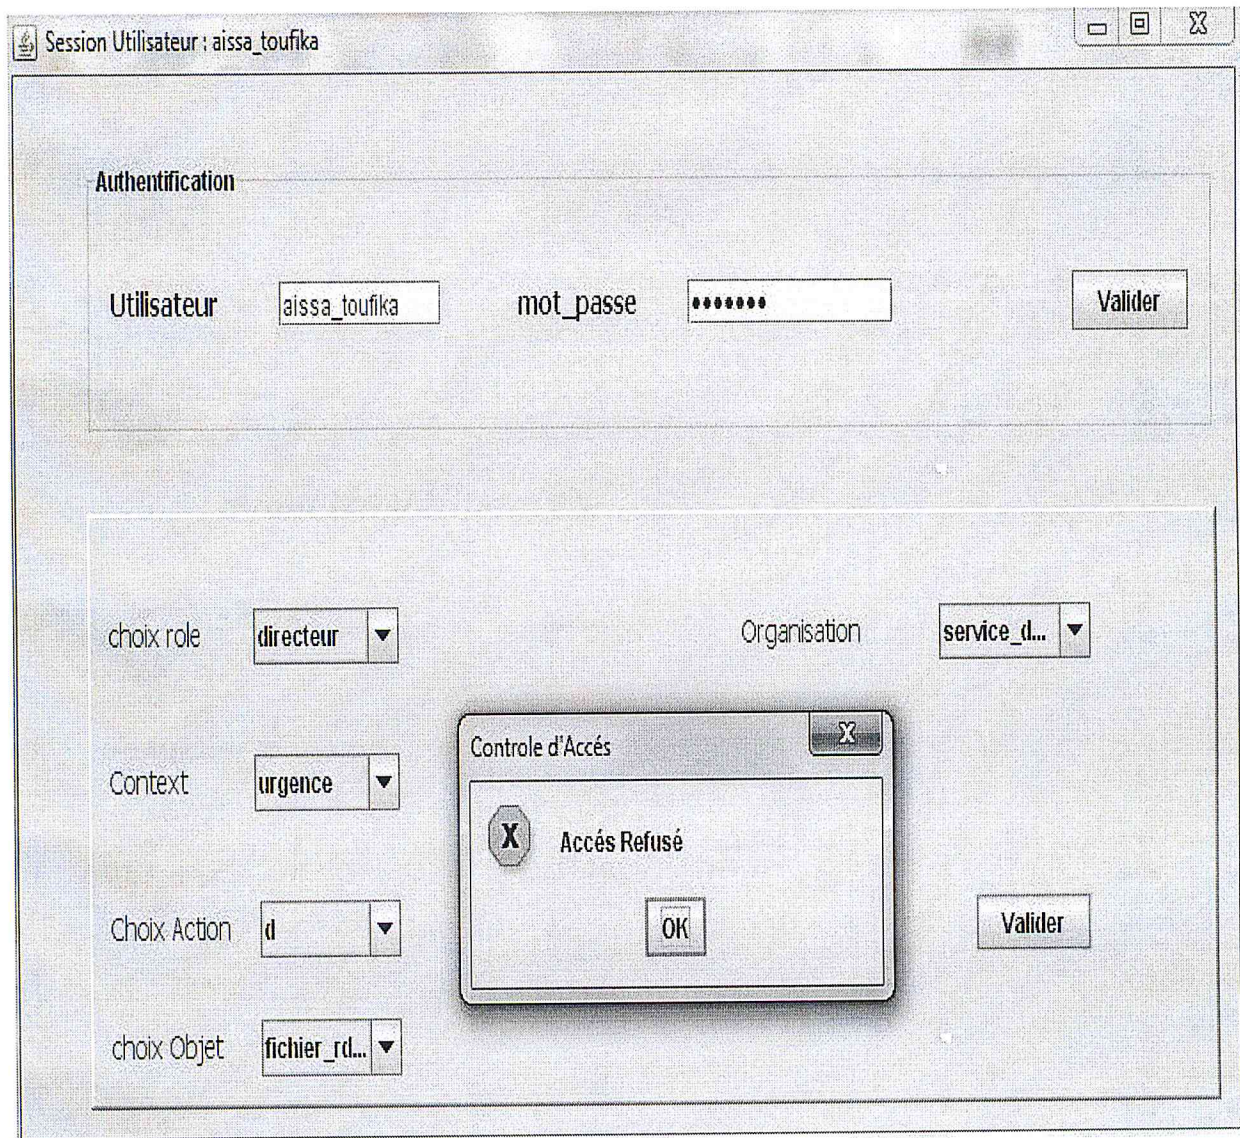 Session Utilisateur : aissa_toufika
Authentification
Utilisateur aissa_toufika mot_passe ••••••• Valider
choix role directeur Organisation service_d...
Controle d'Accés
Context urgence
Accés Refusé
Choix Action d OK Valider
choix Objet fichier_rd...